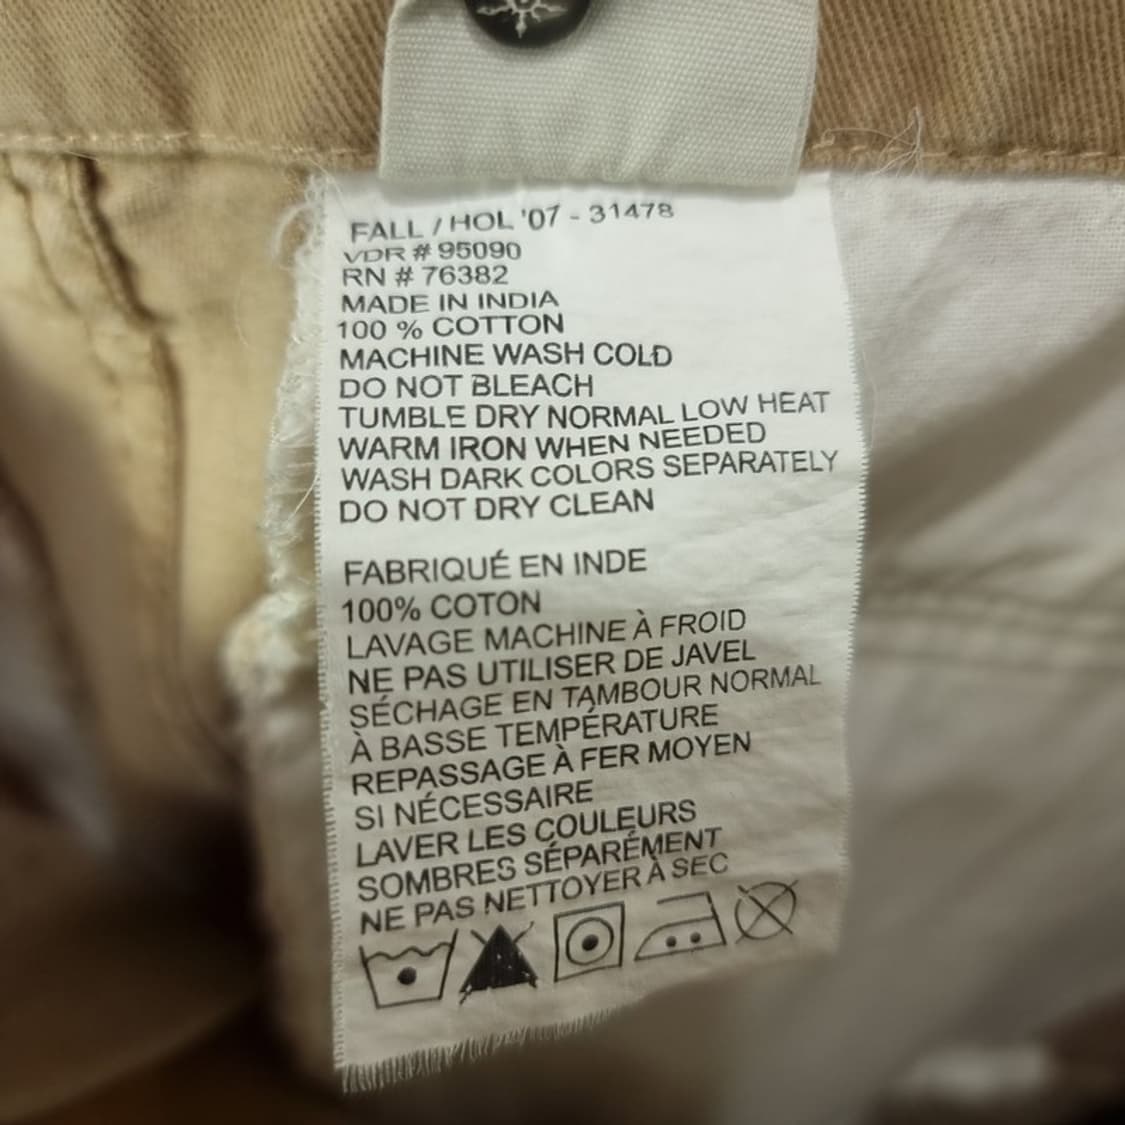 FALL / HOL '07 - 31478
VDR # 95090
RN # 76382
MADE IN INDIA
100 % COTTON
MACHINE WASH COLD
DO NOT BLEACH
TUMBLE DRY NORMAL LOW HEAT
WARM IRON WHEN NEEDED
WASH DARK COLORS SEPARATELY
DO NOT DRY CLEAN
FABRIQUÉ EN INDE
100% COTON
LAVAGE MACHINE À FROID
NE PAS UTILISER DE JAVEL
SÉCHAGE EN TAMBOUR NORMAL
À BASSE TEMPÉRATURE
REPASSAGE À FER MOYEN
SI NÉCESSAIRE
LAVER LES COULEURS
SOMBRES SÉPARÉMENT
NE PAS NETTOYER À SEC